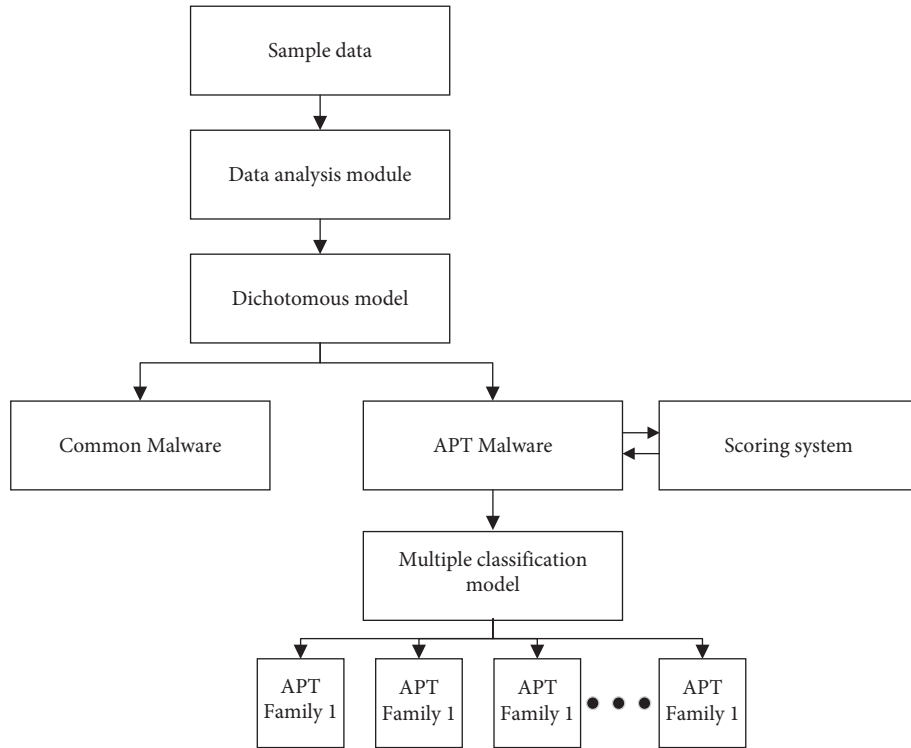 Sample data
Data analysis module
Dichotomous model
Common Malware
APT Malware
Scoring system
Multiple classification
model
APT
Family 1
APT
Family 1
APT
Family 1
APT
Family 1